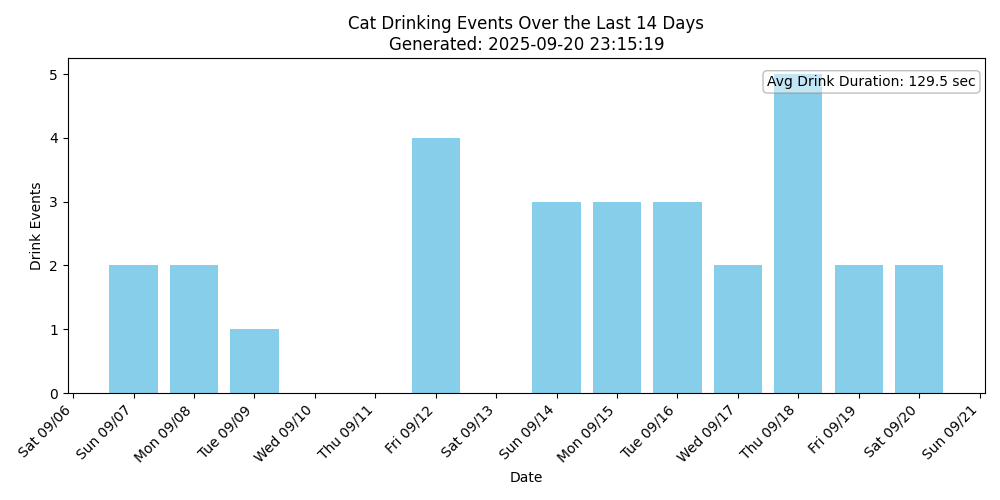 Cat Drinking Events Over the Last 14 Days
Generated: 2025-09-20 23:15:19
Avg Drink Duration: 129.5 sec
Drink Events
5
4
3
2
1
0
Sat 09/06
Sun 09/07
Mon 09/08
Tue 09/09
Wed 09/10
Thu 09/11
Fri 09/12
Sat 09/13
Sun 09/14
Mon 09/15
Tue 09/16
Wed 09/17
Thu 09/18
Fri 09/19
Sat 09/20
Sun 09/21
Date